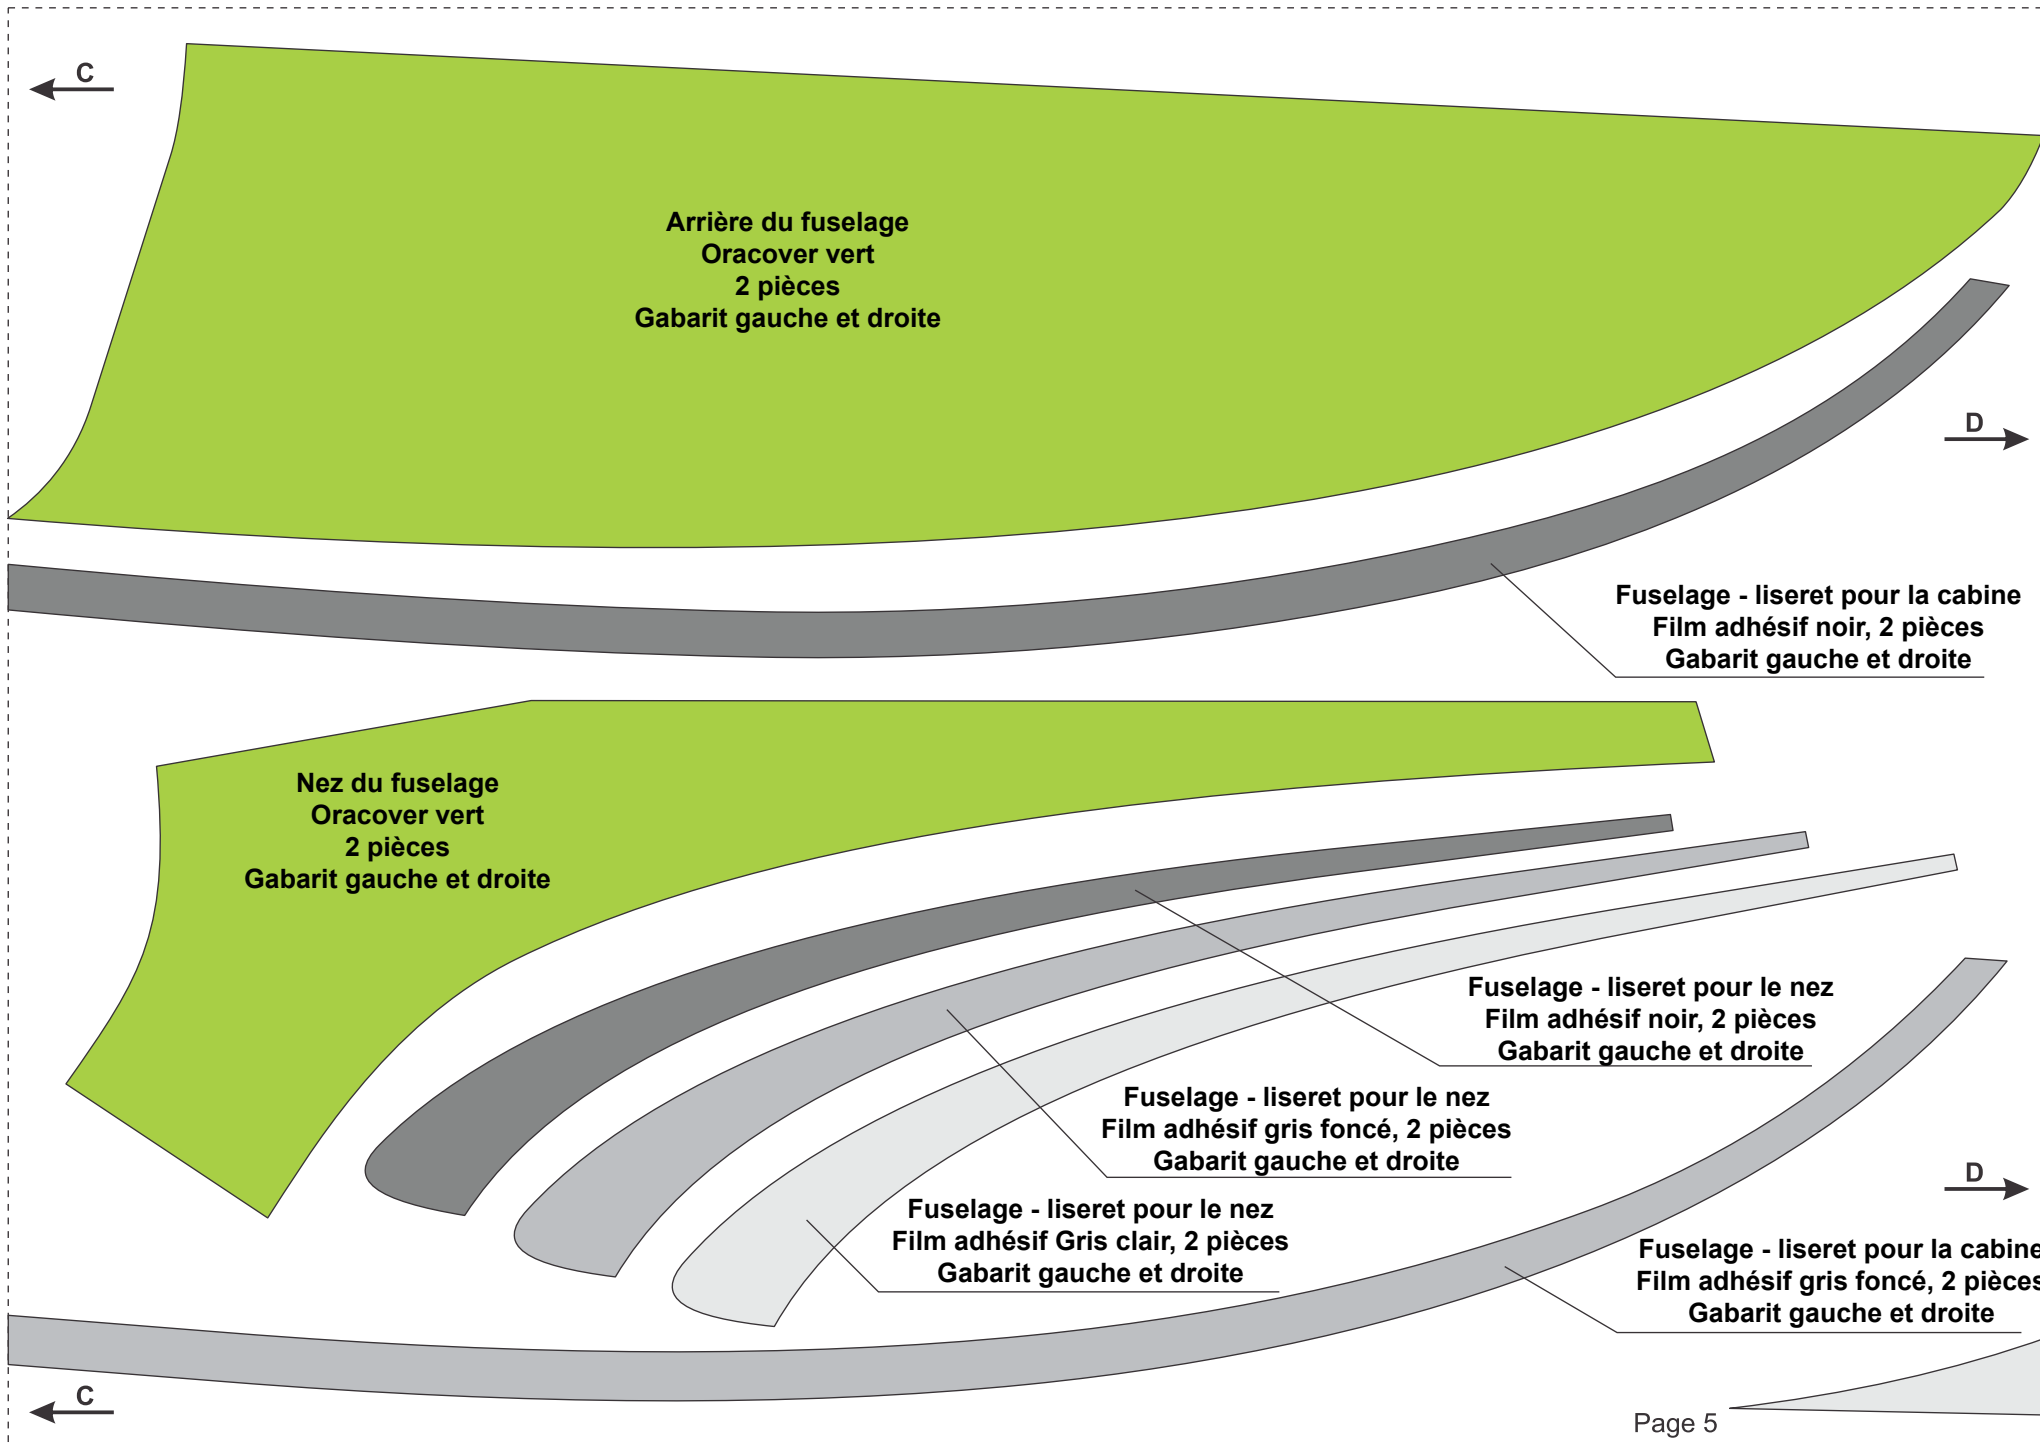 C
Arrière du fuselage
Oracover vert
2 pièces
Gabarit gauche et droite
D
Fuselage - liseret pour la cabine
Film adhésif noir, 2 pièces
Gabarit gauche et droite
Nez du fuselage
Oracover vert
2 pièces
Gabarit gauche et droite
Fuselage - liseret pour le nez
Film adhésif noir, 2 pièces
Gabarit gauche et droite
Fuselage - liseret pour le nez
Film adhésif gris foncé, 2 pièces
Gabarit gauche et droite
D
Fuselage - liseret pour le nez
Film adhésif Gris clair, 2 pièces
Gabarit gauche et droite
Fuselage - liseret pour la cabine
Film adhésif gris foncé, 2 pièces
Gabarit gauche et droite
C
Page 5